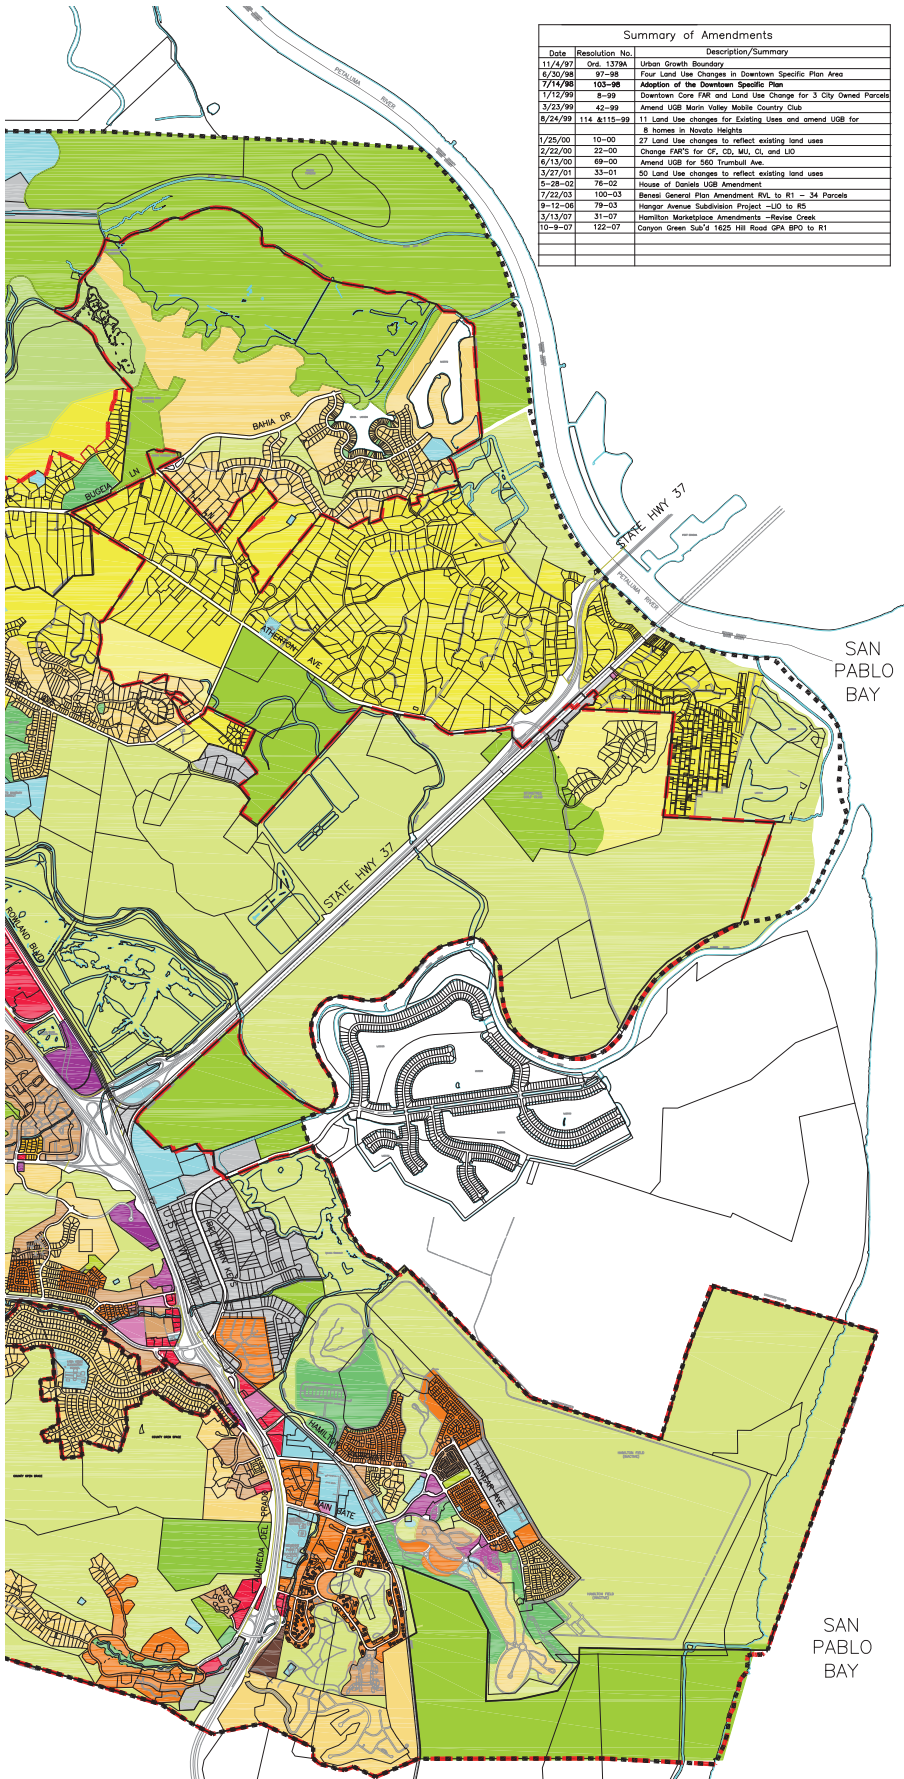 Summary of Amendments
Date Resolution No. Description/Summary
11/4/97 Ord. 1379A Urban Growth Boundary
6/30/98 97-98 Four Land Use Changes in Downtown Specific Plan Area
7/14/98 103-98 Adoption of the Downtown Specific Plan
1/12/99 8-99 Downtown Core FAR and Land Use Change for 3 City Owned Parcels
3/23/99 42-99 Amend UGB Marin Valley Mobile Country Club
8/24/99 114 &115-99 11 Land Use changes for Existing Uses and amend UGB for
8 homes in Novato Heights
1/25/00 10-00 27 Land Use changes to reflect existing land uses
2/22/00 22-00 Change FAR'S for CF, CD, MU, CI, and LIO
6/13/00 69-00 Amend UGB for 560 Trumbull Ave.
3/27/01 33-01 50 Land Use changes to reflect existing land uses
5-28-02 76-02 House of Daniels UGB Amendment
7/22/03 100-03 Benesi General Plan Amendment RVL to R1 - 34 Parcels
9-12-06 79-03 Hangar Avenue Subdivision Project -LIO to R5
3/13/07 31-07 Hamilton Marketplace Amendments -Revise Creek
10-9-07 122-07 Canyon Green Sub'd 1625 Hill Road GPA BPO to R1
PETALUMA RIVER
BAHIA DR
BUGEIA LN
LN
STATE HWY 37
PETALUMA RIVER
ATHERTON AVE
SAN
PABLO
BAY
STATE HWY 37
ROWLAND BLVD
BEL MARIN KEYS
HAMILTON
HANGAR AVE
MAIN GATE
ALAMEDA DEL PRADO
SAN
PABLO
BAY